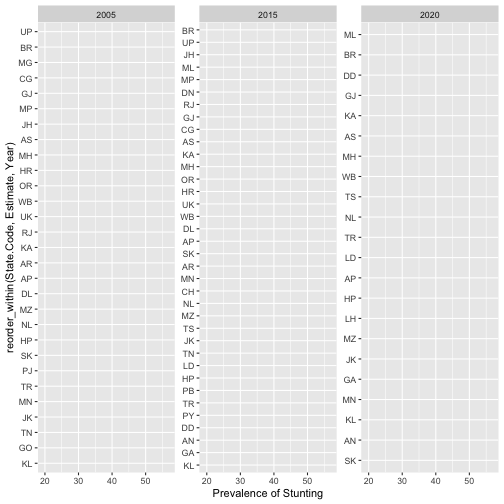 2005
2015
2020
reorder_within(State.Code, Estimate, Year)
UP
BR
MG
CG
GJ
MP
JH
AS
MH
HR
OR
WB
UK
RJ
KA
AR
AP
DL
MZ
NL
HP
SK
PJ
TR
MN
JK
TN
GO
KL
BR
UP
JH
ML
MP
DN
RJ
GJ
CG
AS
KA
MH
OR
HR
UK
WB
DL
AP
SK
AR
MN
CH
NL
MZ
TS
JK
TN
LD
HP
PB
TR
PY
DD
AN
GA
KL
ML
BR
DD
GJ
KA
AS
MH
WB
TS
NL
TR
LD
AP
HP
LH
MZ
JK
GA
MN
KL
AN
SK
20 30 40 50
20 30 40 50
20 30 40 50
Prevalence of Stunting